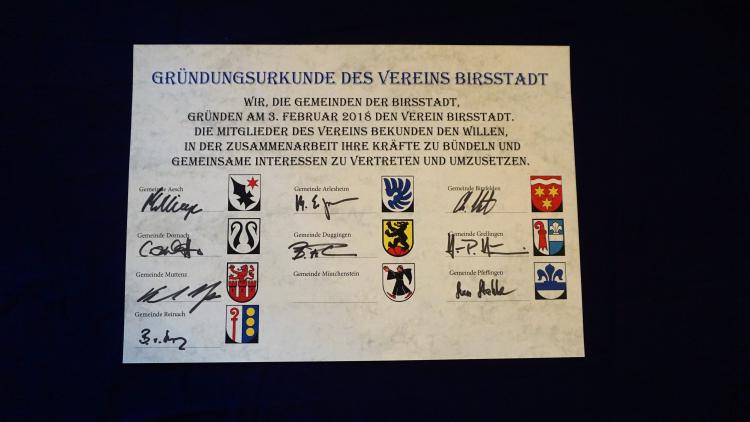 GRÜNDUNGSURKUNDE DES VEREINS BIRSSTADT
WIR, DIE GEMEINDEN DER BIRSSTADT,
GRÜNDEN AM 3. FEBRUAR 2018 DEN VEREIN BIRSSTADT.
DIE MITGLIEDER DES VEREINS BEKUNDEN DEN WILLEN,
IN DER ZUSAMMENARBEIT IHRE KRÄFTE ZU BÜNDELN UND
GEMEINSAME INTERESSEN ZU VERTRETEN UND UMZUSETZEN.
Gemeinde Aesch Gemeinde Arlesheim Gemeinde Birsfelden
Gemeinde Dornach Gemeinde Duggingen Gemeinde Grellingen
Gemeinde Muttenz Gemeinde Münchenstein Gemeinde Pfeffingen
Gemeinde Reinach